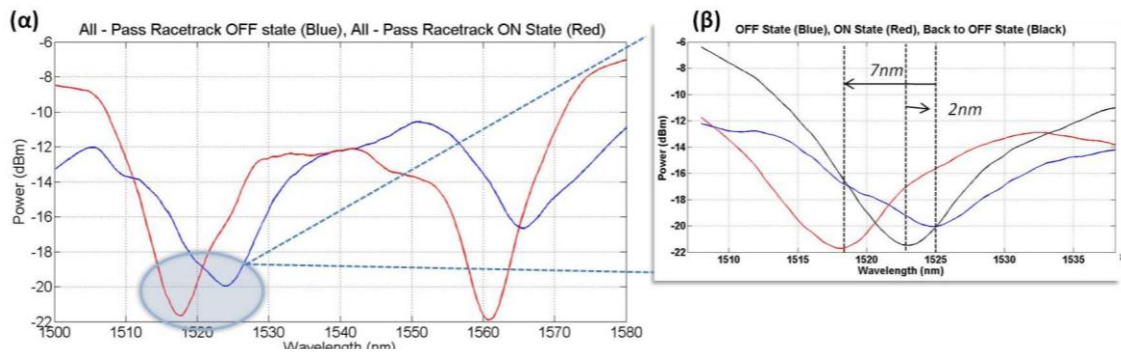 (α)
All - Pass Racetrack OFF state (Blue), All - Pass Racetrack ON State (Red)
-6
-8
-10
-12
-14
-16
-18
-20
-22
Power (dBm)
1500 1510 1520 1530 1540 1550 1560 1570 1580
Wavelength (nm)
(β)
OFF State (Blue), ON State (Red), Back to OFF State (Black)
-6
-8
-10
-12
-14
-16
-18
-20
-22
Power (dBm)
7nm
2nm
1510 1515 1520 1525 1530 1535
Wavelength (nm)